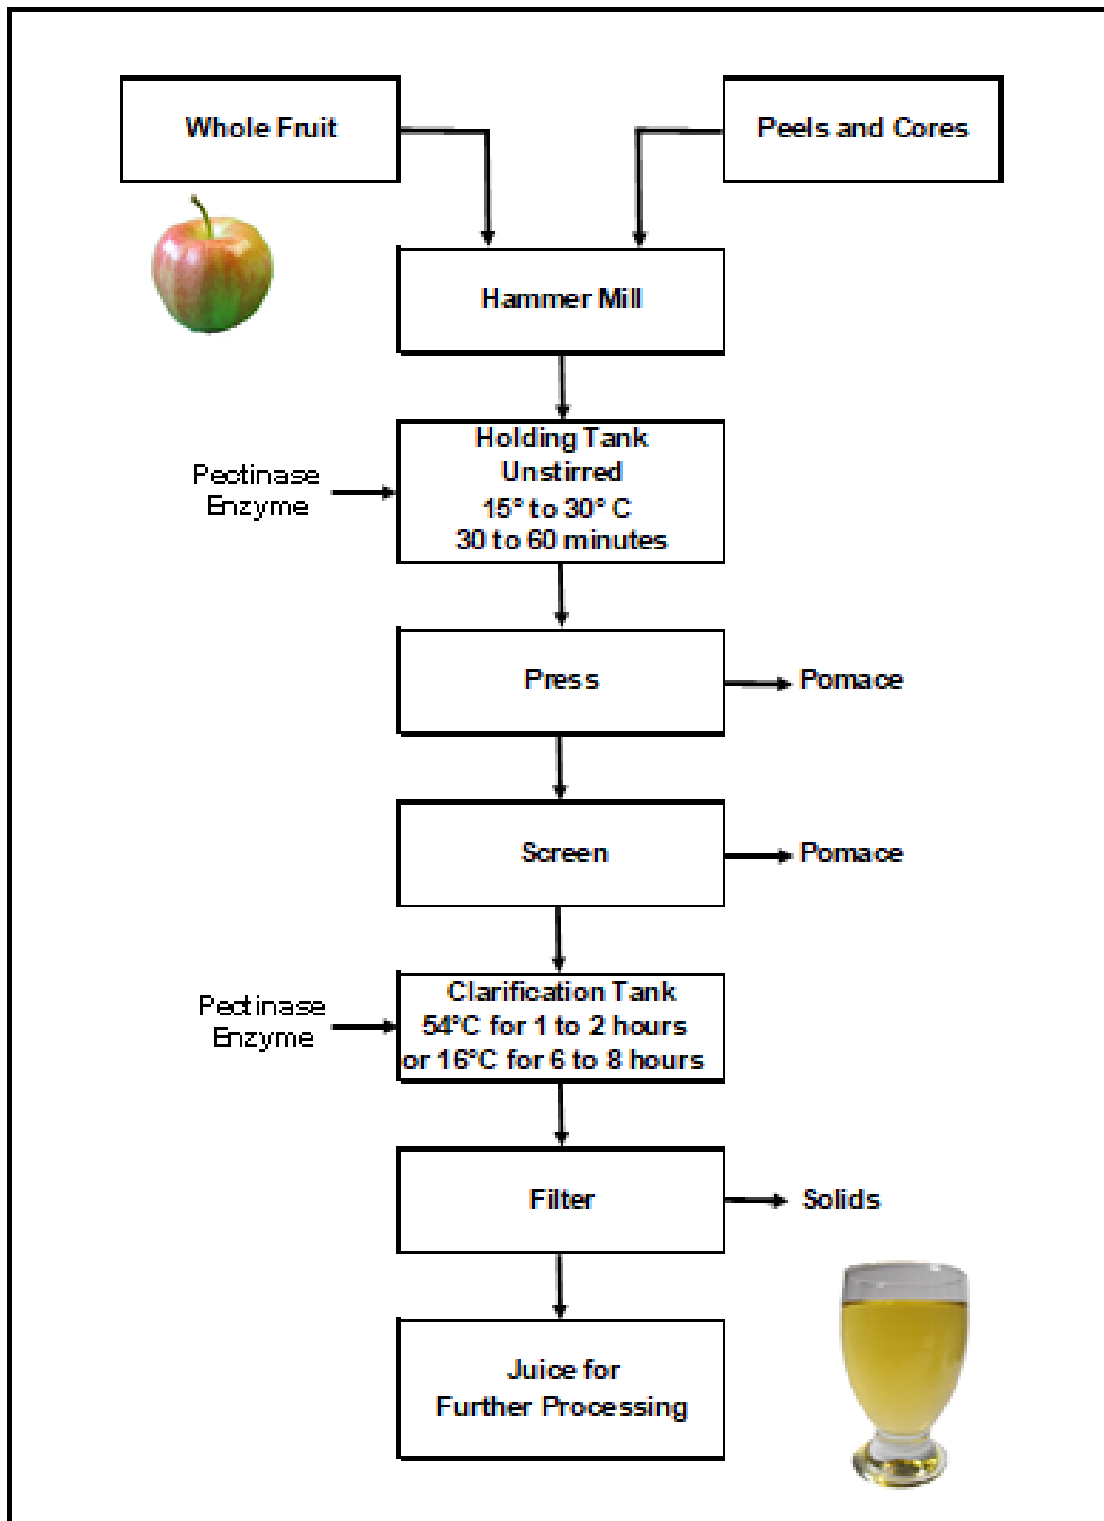 Whole Fruit
Peels and Cores
Hammer Mill
Pectinase
Enzyme
Holding Tank
Unstirred
15° to 30° C
30 to 60 minutes
Press
Pomace
Screen
Pomace
Pectinase
Enzyme
Clarification Tank
54°C for 1 to 2 hours
or 16°C for 6 to 8 hours
Filter
Solids
Juice for
Further Processing